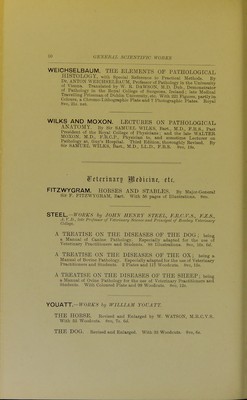 GENERAL SCIENTIFIC WORKS
WEICHSELBAUM. THE ELEMENTS OF PATHOLOGICAL
HISTOLOGY, with Special Reference to Practical Methods. By
Dr. ANTON WEICHSELBAUM, Professor of Pathology in the University
of Vienna. Translated by W. R. DAWSON, M.D. Dub., Demonstrator
of Pathology in the Royal College of Surgeons, Ireland; late Medical
Travelling Prizeman of Dublin University, etc. With 221 Figures, partly in
Colours, a Chromo-Lithographic Plate and 7 Photographic Plates. Royal
8vo,
WILKS AND MOXON. LECTURES ON PATHOLOGICAL
ANATOMY. By Sir SAMUEL WILKS, Bart., M.D., F.R.S., Past
President of the Royal College of Physicians; and the late WALTER
MOXON, M.D., F.R.C.P., Physician to and sometime Lecturer on
Pathology at, Guy's Hospital. Third Edition, thoroughly Revised. By
Sir SAMUEL WILKS, Bart., M.D., LL.D., F.R.S. 8vo, 18s.
Veterinary Medicine, etc.
FITZWYGRAM. HORSES AND STABLES. By Major-General
Sir F. FITZWYGRAM, Bart. With 56 pages of Illustrations. 8vo.
STEEL.—WORKS by JOHN HENRY STEEL, F.R.C.V.S., F.Z.S.,
A.V.D., late Professor of Veterinary Science and Principal of Bombay Veterinary
College.
A TREATISE ON THE DISEASES OF THE DOG; being
a Manual of Canine Pathology. Especially adapted for the use of
Veterinary Practitioners and Students. 88 Illustrations. 8vo, 10s. 6d.
A TREATISE ON THE DISEASES OF THE OX; being a
Manual of Bovine Pathology. Especially adapted for the use of Veterinary
Practitioners and Students. 2 Plates and 117 Woodcuts. 8vo, 15s.
A TREATISE ON THE DISEASES OF THE SHEEP; being
a Manual of Ovine Pathology for the use of Veterinary Practitioners and
Students. With Coloured Plate and 99 Woodcuts. 8vo, 12s.
YOUATT.—WORKS by WILLIAM YOUATT.
THE HORSE. Revised and Enlarged by W. WATSON, M.R.C.V.S.
With 52 Woodcuts. 8vo, 7s. 6d.
THE DOG. Revised and Enlarged. With 33 Woodcuts. 8vo, 6s.